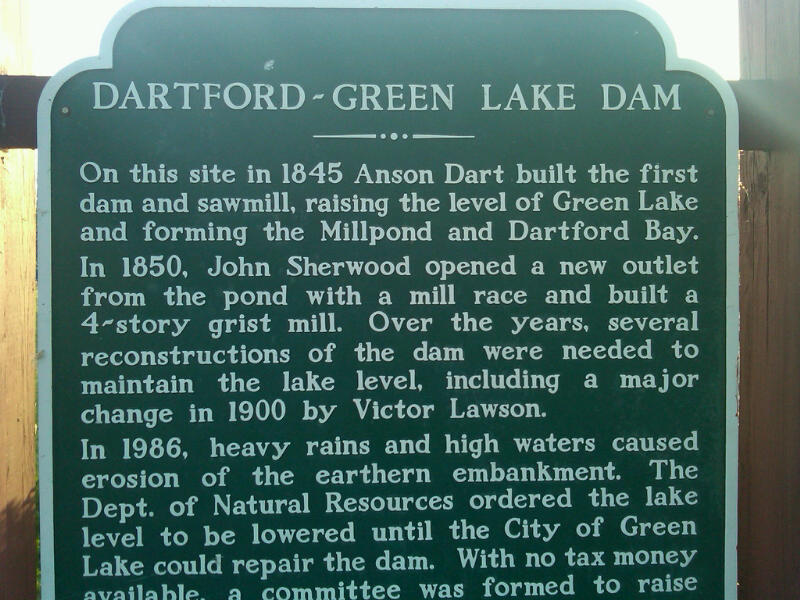 DARTFORD-GREEN LAKE DAM
On this site in 1845 Anson Dart built the first
dam and sawmill, raising the level of Green Lake
and forming the Millpond and Dartford Bay.
In 1850, John Sherwood opened a new outlet
from the pond with a mill race and built a
4-story grist mill. Over the years, several
reconstructions of the dam were needed to
maintain the lake level, including a major
change in 1900 by Victor Lawson.
In 1986, heavy rains and high waters caused
erosion of the earthern embankment. The
Dept. of Natural Resources ordered the lake
level to be lowered until the City of Green
Lake could repair the dam. With no tax money
available, a committee was formed to raise